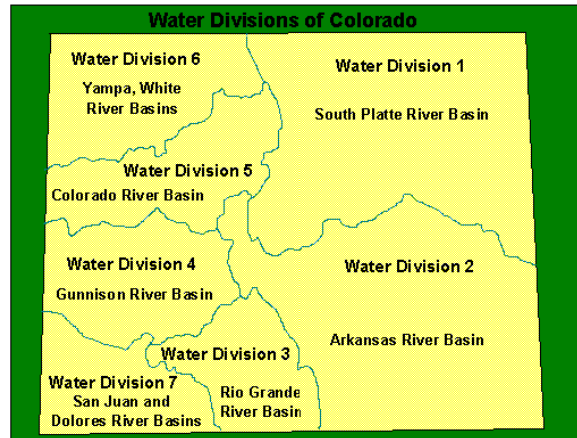 Water Divisions of Colorado
Water Division 6
Yampa, White
River Basins
Water Division 1
South Platte River Basin
Water Division 5
Colorado River Basin
Water Division 4
Gunnison River Basin
Water Division 2
Arkansas River Basin
Water Division 3
Rio Grande
River Basin
Water Division 7
San Juan and
Dolores River Basins